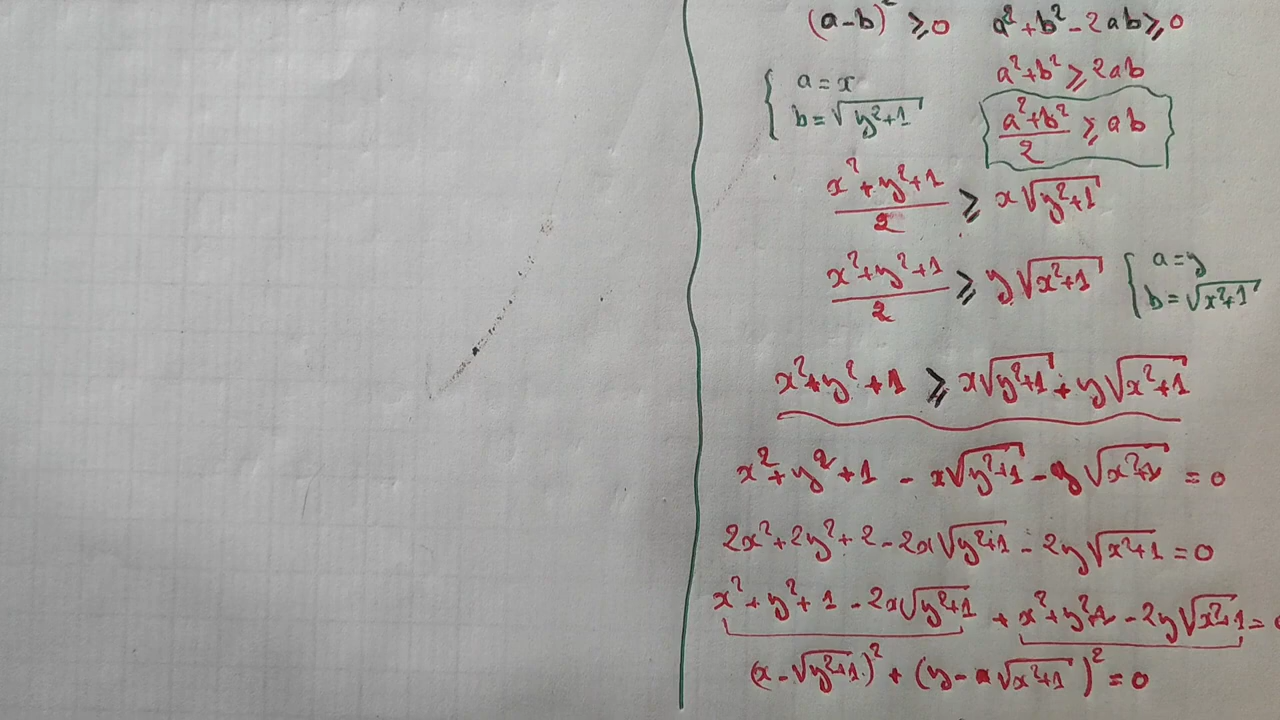 (a-b)² ⩾ 0 a²+b²-2ab ⩾ 0
a²+b² ⩾ 2ab
{ a = x
b = √(y²+1)
(a²+b²)/2 ⩾ ab
(x²+y²+1)/2 ⩾ x√(y²+1)
(x²+y²+1)/2 ⩾ y√(x²+1) { a = y
b = √(x²+1)
x²+y²+1 ⩾ x√(y²+1) + y√(x²+1)
x²+y²+1 - x√(y²+1) - y√(x²+1) = 0
2x²+2y²+2-2x√(y²+1) - 2y√(x²+1) = 0
x²+y²+1-2x√(y²+1) + x²+y²+1-2y√(x²+1) =
(x-√(y²+1))² + (y-√(x²+1))² = 0